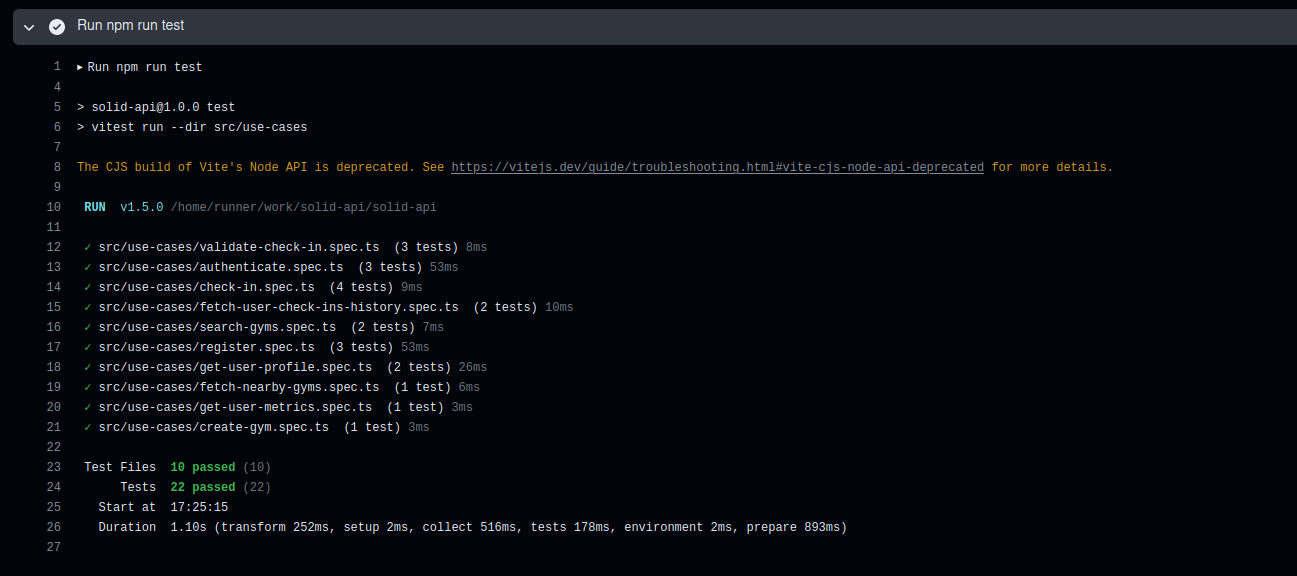 Run npm run test
1 ▸ Run npm run test
4
5 > solid-api@1.0.0 test
6 > vitest run --dir src/use-cases
7
8 The CJS build of Vite's Node API is deprecated. See https://vitejs.dev/guide/troubleshooting.html#vite-cjs-node-api-deprecated for more details.
9
10 RUN v1.5.0 /home/runner/work/solid-api/solid-api
11
12 ✓ src/use-cases/validate-check-in.spec.ts (3 tests) 8ms
13 ✓ src/use-cases/authenticate.spec.ts (3 tests) 53ms
14 ✓ src/use-cases/check-in.spec.ts (4 tests) 9ms
15 ✓ src/use-cases/fetch-user-check-ins-history.spec.ts (2 tests) 10ms
16 ✓ src/use-cases/search-gyms.spec.ts (2 tests) 7ms
17 ✓ src/use-cases/register.spec.ts (3 tests) 53ms
18 ✓ src/use-cases/get-user-profile.spec.ts (2 tests) 26ms
19 ✓ src/use-cases/fetch-nearby-gyms.spec.ts (1 test) 6ms
20 ✓ src/use-cases/get-user-metrics.spec.ts (1 test) 3ms
21 ✓ src/use-cases/create-gym.spec.ts (1 test) 3ms
22
23 Test Files 10 passed (10)
24 Tests 22 passed (22)
25 Start at 17:25:15
26 Duration 1.10s (transform 252ms, setup 2ms, collect 516ms, tests 178ms, environment 2ms, prepare 893ms)
27